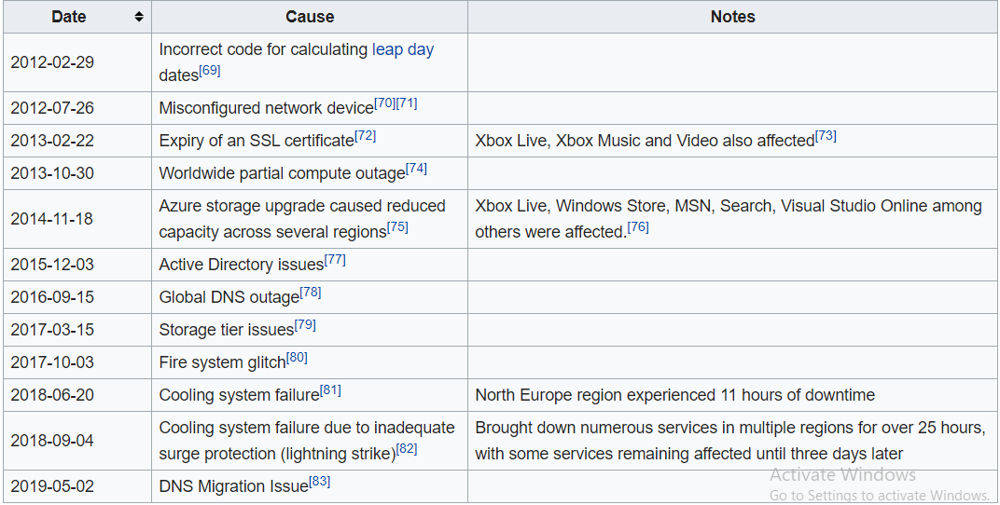 Date Cause Notes
2012-02-29 Incorrect code for calculating leap day
dates[69]
2012-07-26 Misconfigured network device[70][71]
2013-02-22 Expiry of an SSL certificate[72] Xbox Live, Xbox Music and Video also affected[73]
2013-10-30 Worldwide partial compute outage[74]
2014-11-18 Azure storage upgrade caused reduced
capacity across several regions[75]
Xbox Live, Windows Store, MSN, Search, Visual Studio Online among
others were affected.[76]
2015-12-03 Active Directory issues[77]
2016-09-15 Global DNS outage[78]
2017-03-15 Storage tier issues[79]
2017-10-03 Fire system glitch[80]
2018-06-20 Cooling system failure[81] North Europe region experienced 11 hours of downtime
2018-09-04 Cooling system failure due to inadequate
surge protection (lightning strike)[82]
Brought down numerous services in multiple regions for over 25 hours,
with some services remaining affected until three days later
2019-05-02 DNS Migration Issue[83]
Activate Windows
Go to Settings to activate Windows.